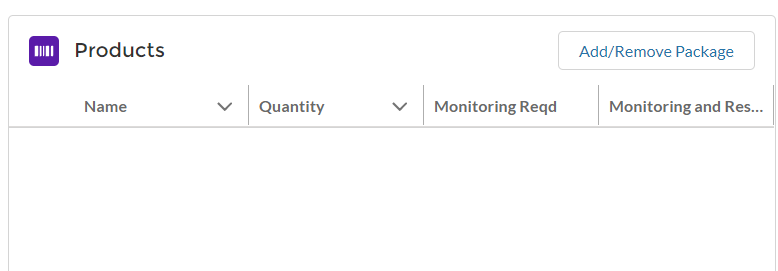 Products
Add/Remove Package
Name
Quantity
Monitoring Reqd
Monitoring and Res...